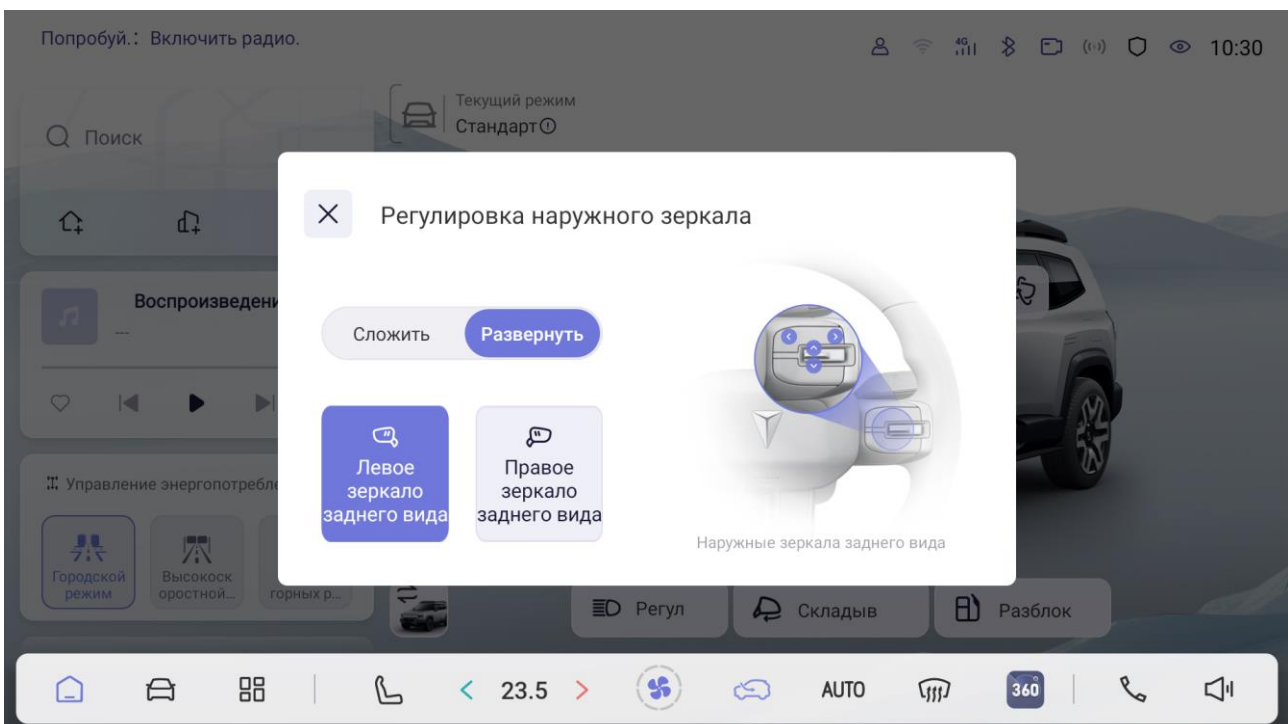 Попробуй.: Включить радио.
4G
10:30
Поиск
Текущий режим
Стандарт
Регулировка наружного зеркала
Сложить
Развернуть
Левое
зеркало
заднего вида
Правое
зеркало
заднего вида
Наружные зеркала заднего вида
Воспроизведени
---
Управление энергопотребле
Городской
режим
Высокоск
оростной...
горных р...
Регул
Складыв
Разблок
23.5
AUTO
360